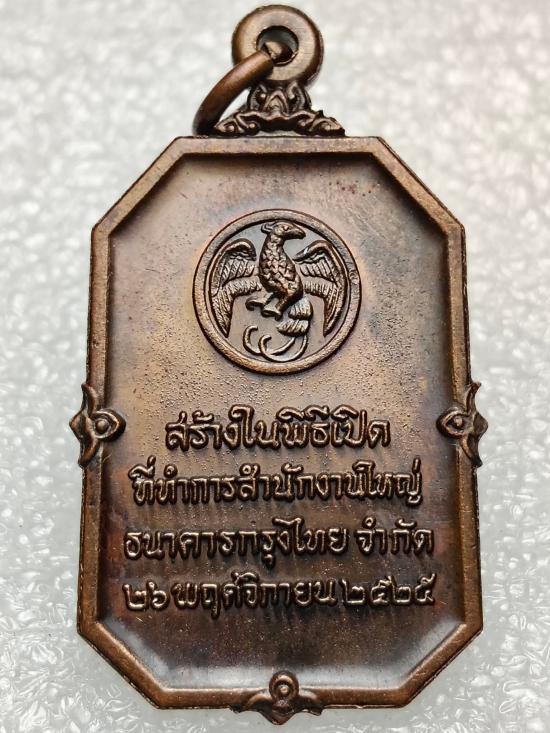 สร้างในพิธีเปิด
ที่ทำการสำนักงานใหญ่
ธนาคารกรุงไทย จำกัด
๒๖ พฤศจิกายน ๒๕๒๕